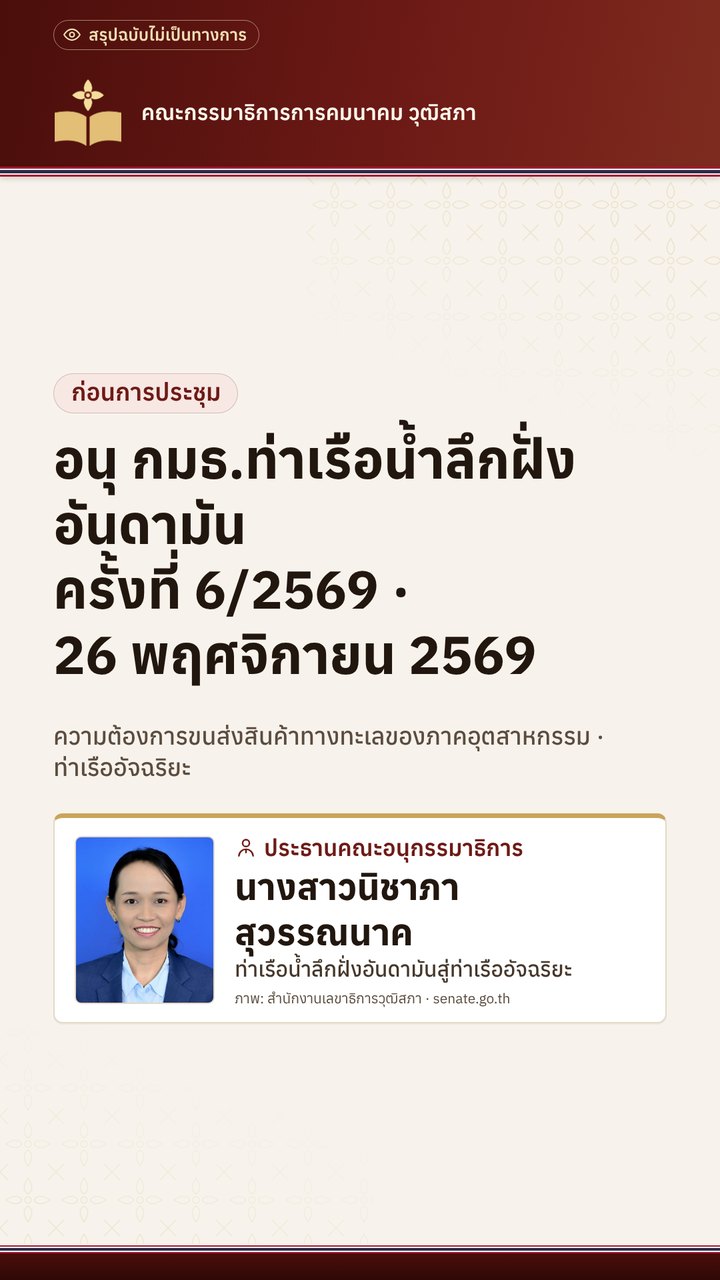 สรุปฉบับไม่เป็นทางการ
คณะกรรมาธิการการคมนาคม วุฒิสภา
ก่อนการประชุม
อนุ กมธ.ท่าเรือน้ำลึกฝั่ง
อันดามัน
ครั้งที่ 6/2569 ·
26 พฤศจิกายน 2569
ความต้องการขนส่งสินค้าทางทะเลของภาคอุตสาหกรรม ·
ท่าเรืออัจฉริยะ
ประธานคณะอนุกรรมาธิการ
นางสาวนิชาภา
สุวรรณนาค
ท่าเรือน้ำลึกฝั่งอันดามันสู่ท่าเรืออัจฉริยะ
ภาพ: สำนักงานเลขาธิการวุฒิสภา · senate.go.th